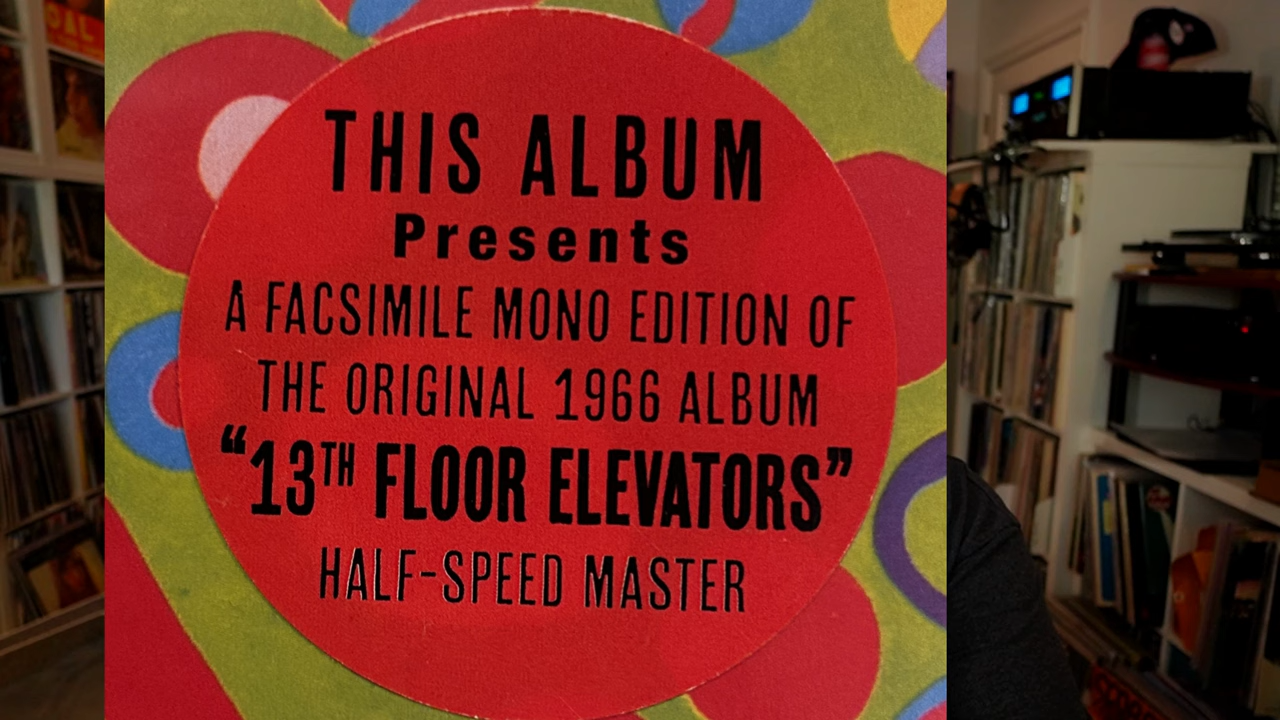 THIS ALBUM
Presents
A FACSIMILE MONO EDITION OF
THE ORIGINAL 1966 ALBUM
“13TH FLOOR ELEVATORS”
HALF-SPEED MASTER